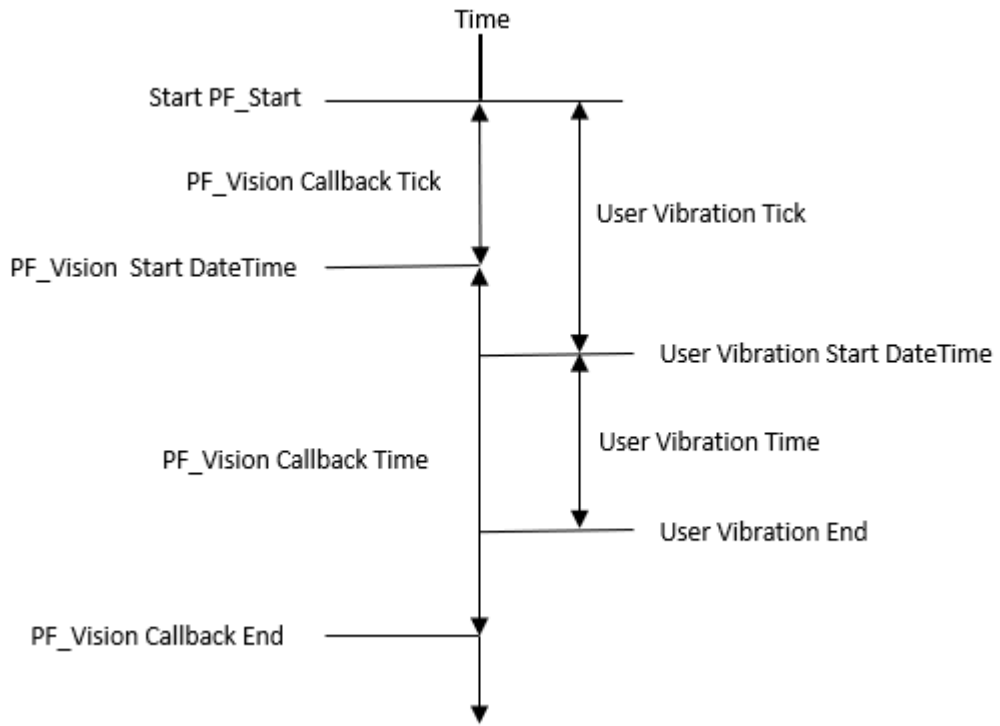 Time
Start PF_Start
PF_Vision Callback Tick
User Vibration Tick
PF_Vision  Start DateTime
User Vibration Start DateTime
User Vibration Time
PF_Vision Callback Time
User Vibration End
PF_Vision Callback End